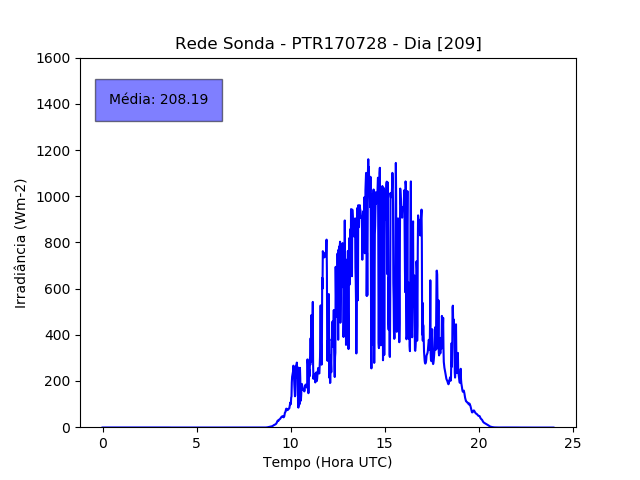 Rede Sonda - PTR170728 - Dia [209]
1600
1400
1200
1000
800
600
400
200
0
Média: 208.19
Irradiância (Wm-2)
0 5 10 15 20 25
Tempo (Hora UTC)